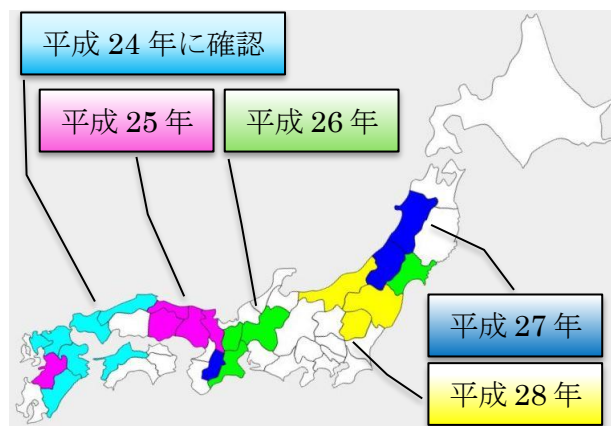 平成 24 年に確認
平成 25 年
平成 26 年
平成 27 年
平成 28 年